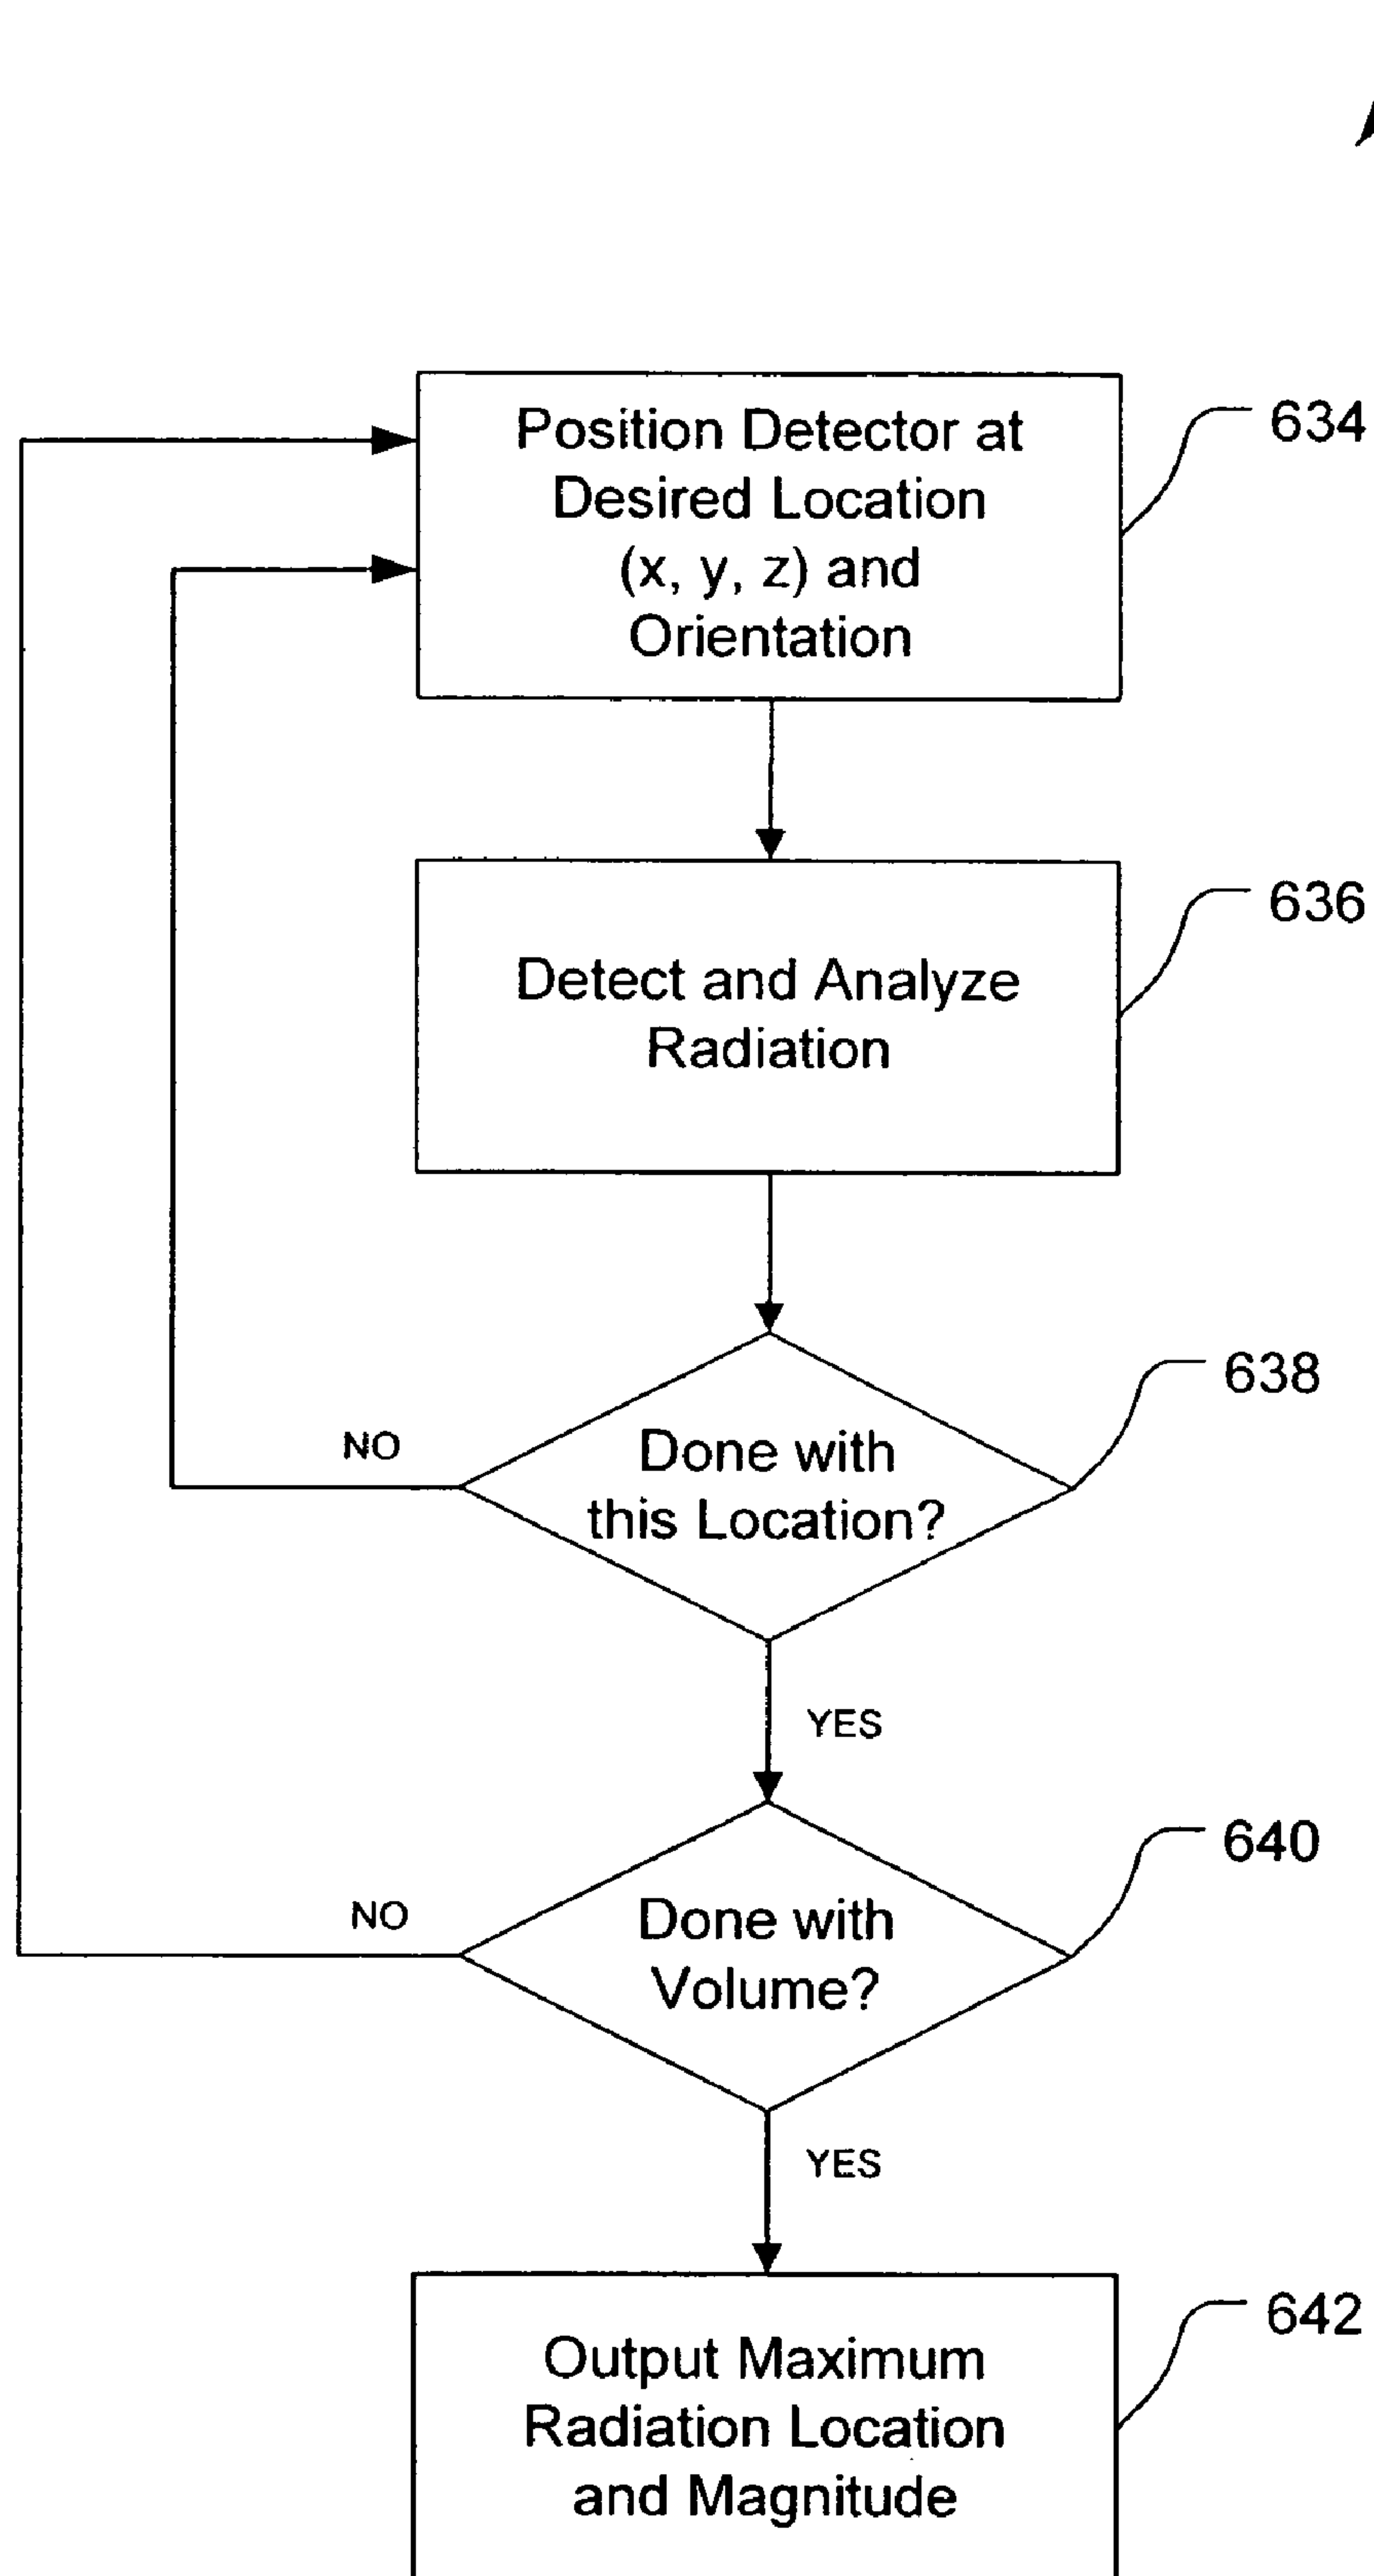 Position Detector at
Desired Location
(x, y, z) and
Orientation
634
Detect and Analyze
Radiation
636
Done with
this Location?
638
NO
YES
Done with
Volume?
640
NO
YES
Output Maximum
Radiation Location
and Magnitude
642